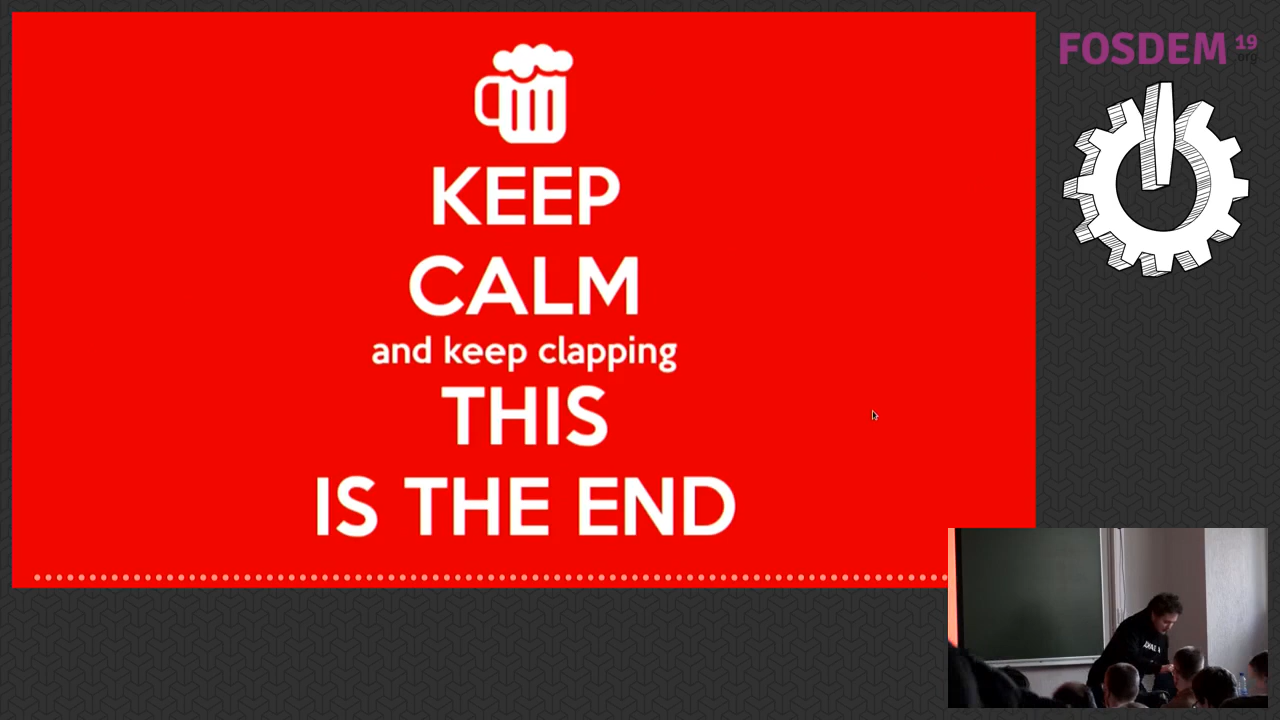 KEEP
CALM
and keep clapping
THIS
IS THE END
FOSDEM 19
.org